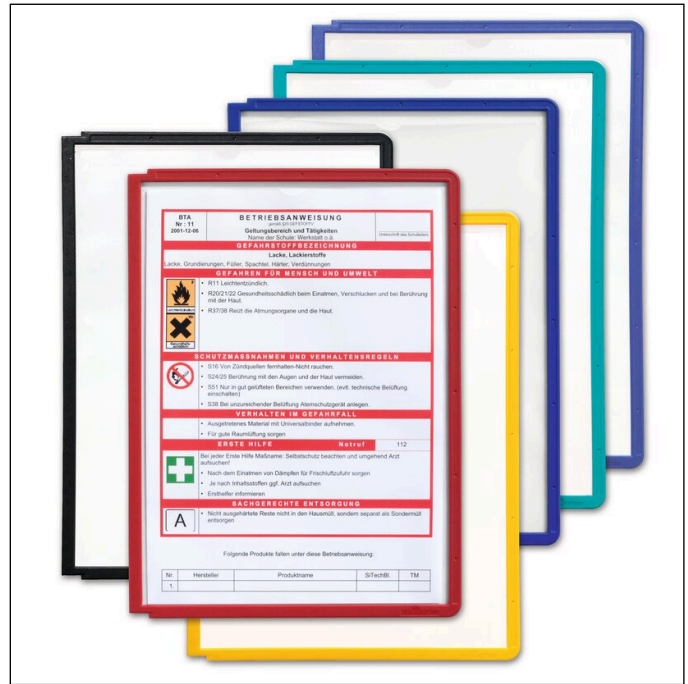 BTA
Nr : 11
2001-12-06
BETRIEBSANWEISUNG
gemäß §20 GEFSTOFFV
Geltungsbereich und Tätigkeiten
Name der Schule: Werkstatt o.ä.
Unterschrift des Schulleiters
GEFAHRSTOFFBEZEICHNUNG
Lacke, Lackierstoffe
Lacke, Grundierungen, Füller, Spachtel, Härter, Verdünnungen
GEFAHREN FÜR MENSCH UND UMWELT
Leichtentzündlich
Gesundheits-
schädlich
• R11 Leichtentzündlich.
• R20/21/22 Gesundheitsschädlich beim Einatmen, Verschlucken und bei Berührung
mit der Haut.
• R37/38 Reizt die Atmungsorgane und die Haut.
SCHUTZMASSNAHMEN UND VERHALTENSREGELN
• S16 Von Zündquellen fernhalten-Nicht rauchen.
• S24/25 Berührung mit den Augen und der Haut vermeiden.
• S51 Nur in gut gelüfteten Bereichen verwenden. (evtl. technische Belüftung
einschalten)
• S38 Bei unzureichender Belüftung Atemschutzgerät anlegen.
VERHALTEN IM GEFAHRFALL
• Ausgetretenes Material mit Universalbinder aufnehmen.
• Für gute Raumlüftung sorgen
ERSTE HILFE Notruf 112
Bei jeder Erste Hilfe Maßname: Selbstschutz beachten und umgehend Arzt
aufsuchen!
• Nach dem Einatmen von Dämpfen für Frischluftzufuhr sorgen
• Je nach Inhaltsstoffen ggf. Arzt aufsuchen
• Ersthelfer informieren
SACHGERECHTE ENTSORGUNG
A
• Nicht ausgehärtete Reste nicht in den Hausmüll, sondern separat als Sondermüll
entsorgen
Folgende Produkte fallen unter diese Betriebsanweisung:
Nr. Hersteller Produktname SiTechBl. TM
1.